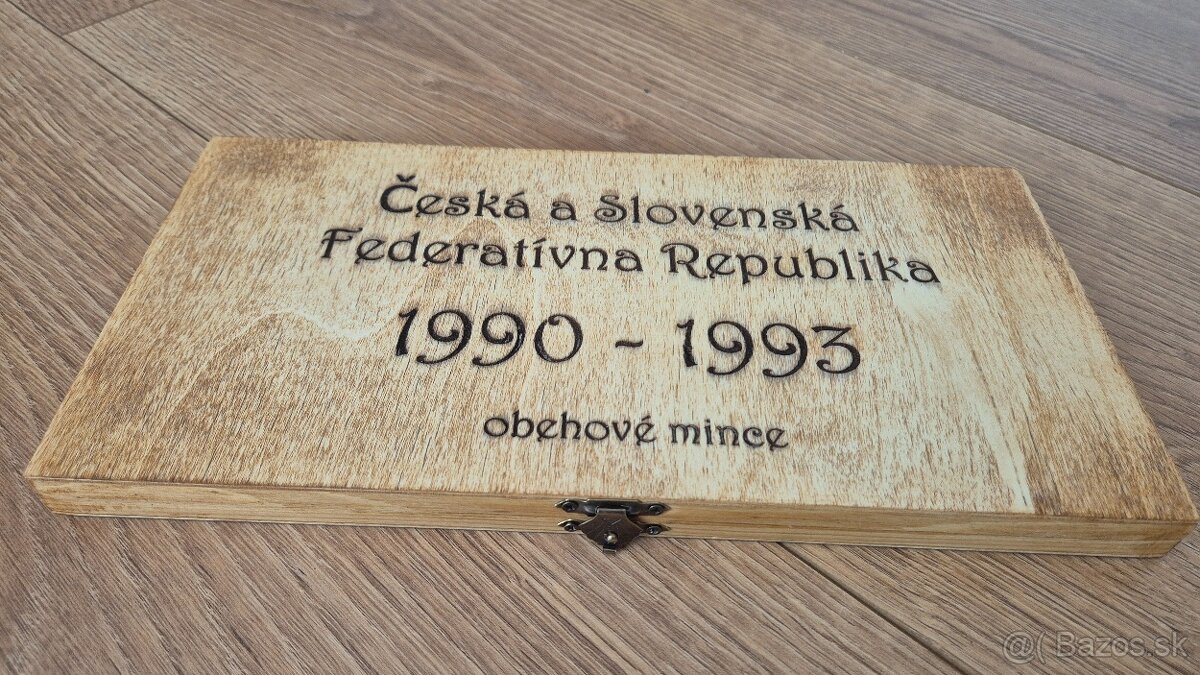 Česká a Slovenská
Federatívna Republika
1990 - 1993
obehové mince
@( Bazos.sk